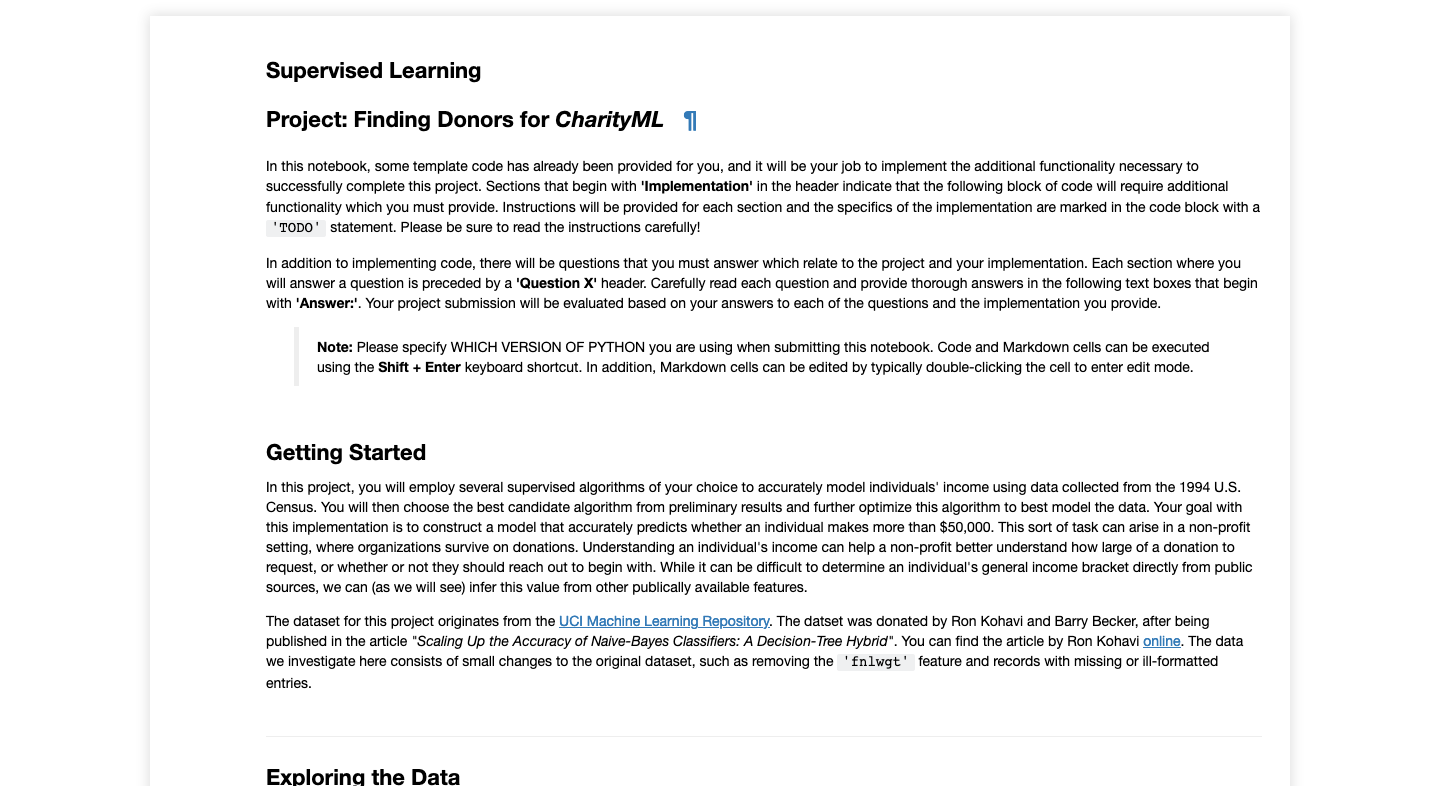 Supervised Learning
Project: Finding Donors for CharityML ¶
In this notebook, some template code has already been provided for you, and it will be your job to implement the additional functionality necessary to
successfully complete this project. Sections that begin with 'Implementation' in the header indicate that the following block of code will require additional
functionality which you must provide. Instructions will be provided for each section and the specifics of the implementation are marked in the code block with a
'TODO' statement. Please be sure to read the instructions carefully!
In addition to implementing code, there will be questions that you must answer which relate to the project and your implementation. Each section where you
will answer a question is preceded by a 'Question X' header. Carefully read each question and provide thorough answers in the following text boxes that begin
with 'Answer:'. Your project submission will be evaluated based on your answers to each of the questions and the implementation you provide.
Note: Please specify WHICH VERSION OF PYTHON you are using when submitting this notebook. Code and Markdown cells can be executed
using the Shift + Enter keyboard shortcut. In addition, Markdown cells can be edited by typically double-clicking the cell to enter edit mode.
Getting Started
In this project, you will employ several supervised algorithms of your choice to accurately model individuals' income using data collected from the 1994 U.S.
Census. You will then choose the best candidate algorithm from preliminary results and further optimize this algorithm to best model the data. Your goal with
this implementation is to construct a model that accurately predicts whether an individual makes more than $50,000. This sort of task can arise in a non-profit
setting, where organizations survive on donations. Understanding an individual's income can help a non-profit better understand how large of a donation to
request, or whether or not they should reach out to begin with. While it can be difficult to determine an individual's general income bracket directly from public
sources, we can (as we will see) infer this value from other publically available features.
The dataset for this project originates from the UCI Machine Learning Repository. The datset was donated by Ron Kohavi and Barry Becker, after being
published in the article "Scaling Up the Accuracy of Naive-Bayes Classifiers: A Decision-Tree Hybrid". You can find the article by Ron Kohavi online. The data
we investigate here consists of small changes to the original dataset, such as removing the 'fnlwgt' feature and records with missing or ill-formatted
entries.
Exploring the Data